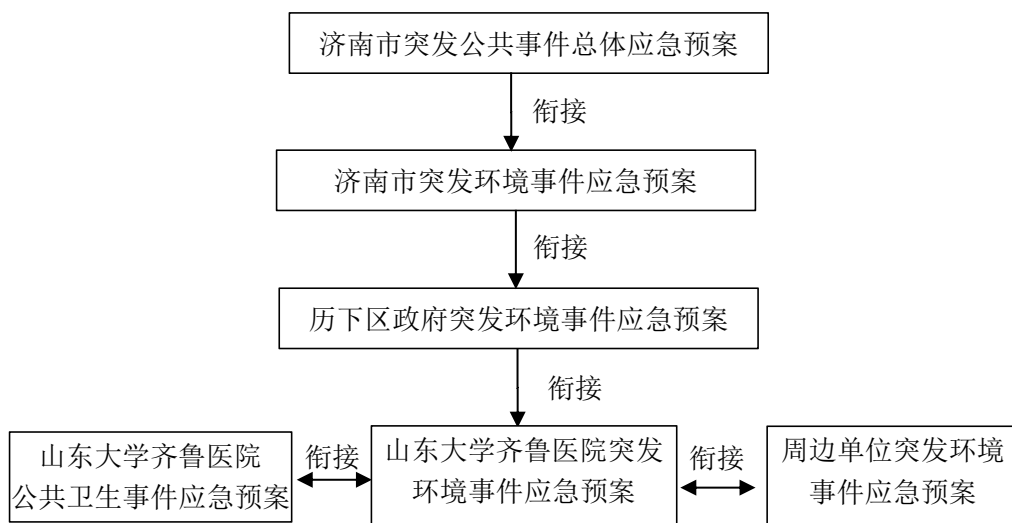 济南市突发公共事件总体应急预案
衔接
济南市突发环境事件应急预案
衔接
历下区政府突发环境事件应急预案
衔接
山东大学齐鲁医院
公共卫生事件应急预案
衔接
山东大学齐鲁医院突发
环境事件应急预案
衔接
周边单位突发环境
事件应急预案